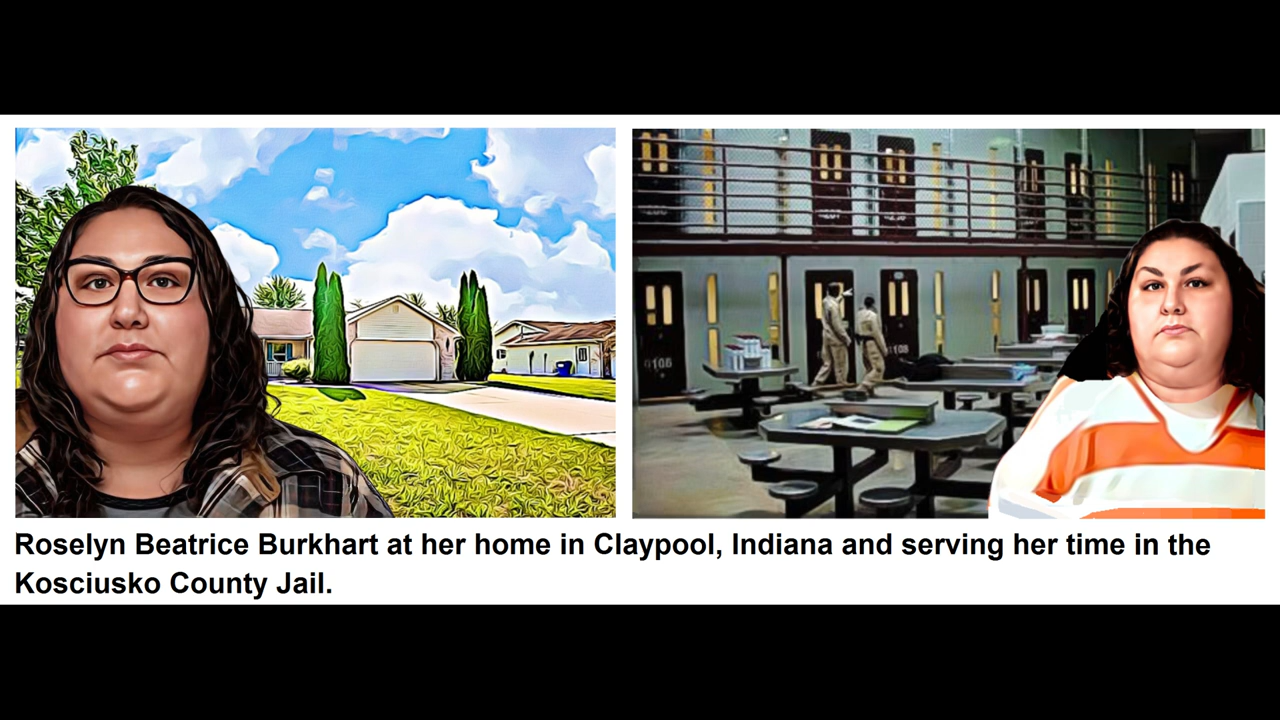 Roselyn Beatrice Burkhart at her home in Claypool, Indiana and serving her time in the
Kosciusko County Jail.